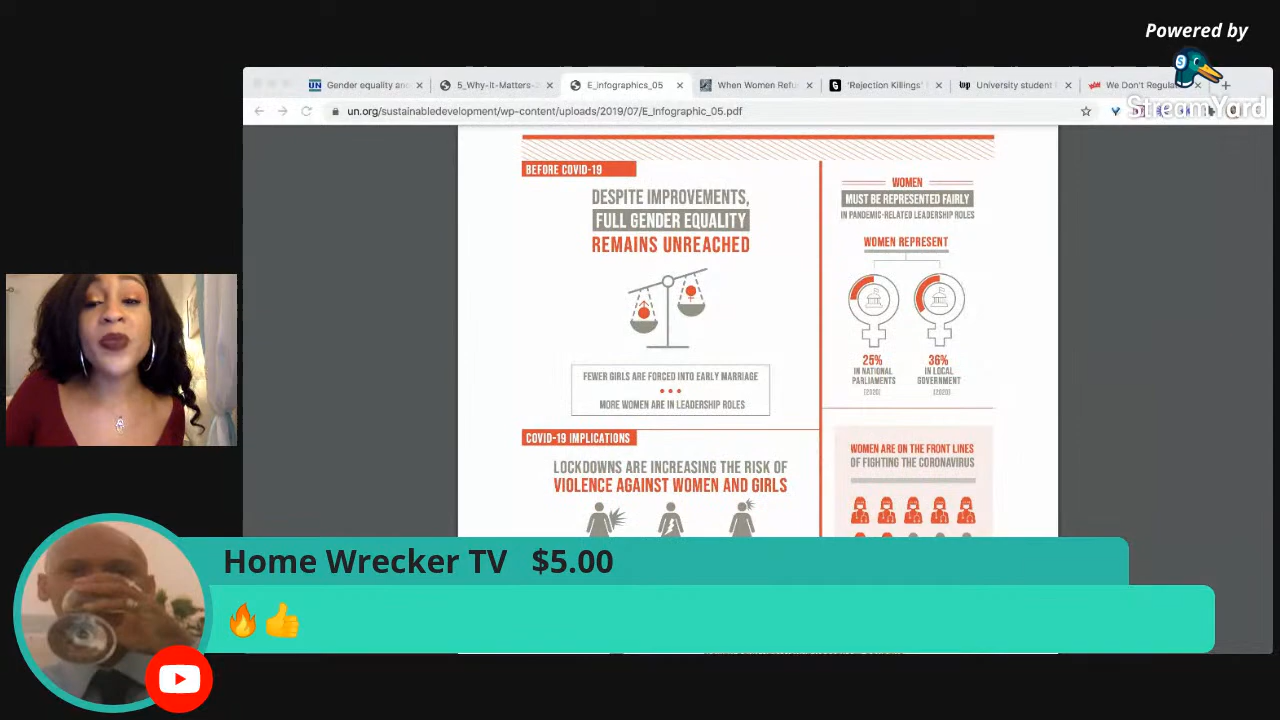 Powered by
StreamYard
UN Gender equality and
5_Why-It-Matters-
E_infographics_05
When Women Refu
'Rejection Killings'
University student
We Don't Regula
un.org/sustainabledevelopment/wp-content/uploads/2019/07/E_Infographic_05.pdf
BEFORE COVID-19
DESPITE IMPROVEMENTS,
FULL GENDER EQUALITY
REMAINS UNREACHED
FEWER GIRLS ARE FORCED INTO EARLY MARRIAGE
MORE WOMEN ARE IN LEADERSHIP ROLES
WOMEN
MUST BE REPRESENTED FAIRLY
IN PANDEMIC-RELATED LEADERSHIP ROLES
WOMEN REPRESENT
25%
IN NATIONAL
PARLIAMENTS
(2020)
36%
IN LOCAL
GOVERNMENT
(2020)
COVID-19 IMPLICATIONS
LOCKDOWNS ARE INCREASING THE RISK OF
VIOLENCE AGAINST WOMEN AND GIRLS
WOMEN ARE ON THE FRONT LINES
OF FIGHTING THE CORONAVIRUS
Home Wrecker TV $5.00
🔥👍